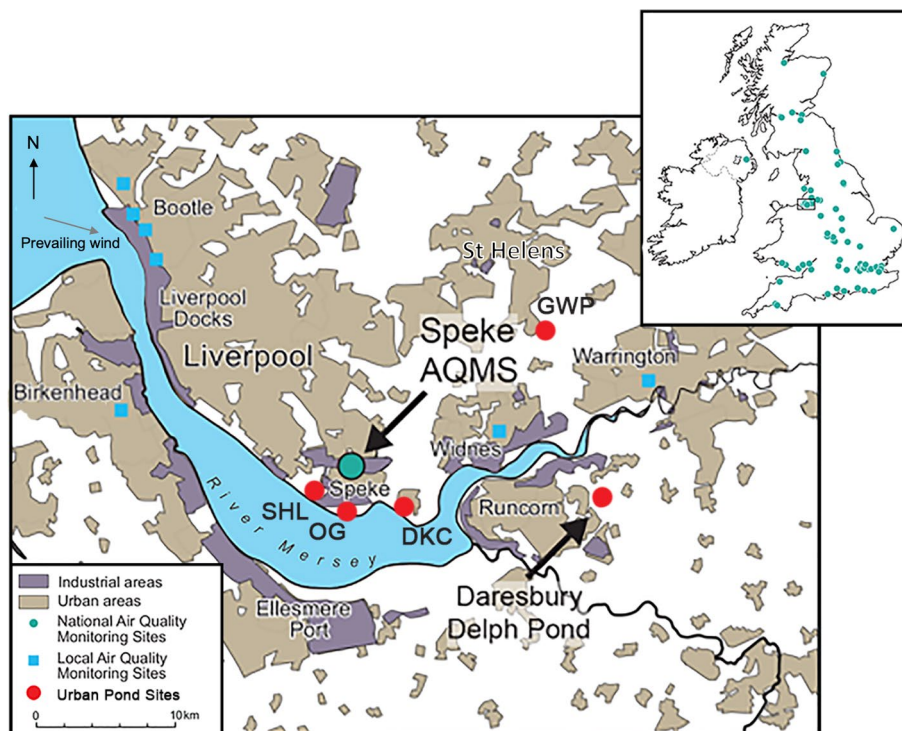 N
Prevailing wind
Bootle
Liverpool
Docks
Liverpool
Birkenhead
St Helens
GWP
Speke
AQMS
Warrington
Widnes
Speke
SHL
OG
DKC
Runcorn
River Mersey
Daresbury
Delph Pond
Ellesmere
Port
Industrial areas
Urban areas
National Air Quality
Monitoring Sites
Local Air Quality
Monitoring Sites
Urban Pond Sites
0 10km